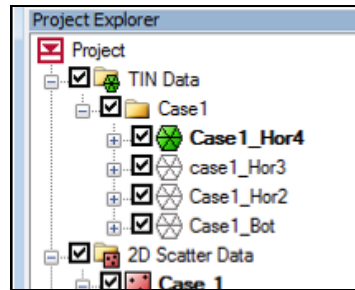 Project Explorer
Project
TIN Data
Case1
Case1_Hor4
case1_Hor3
Case1_Hor2
Case1_Bot
2D Scatter Data
Case 1